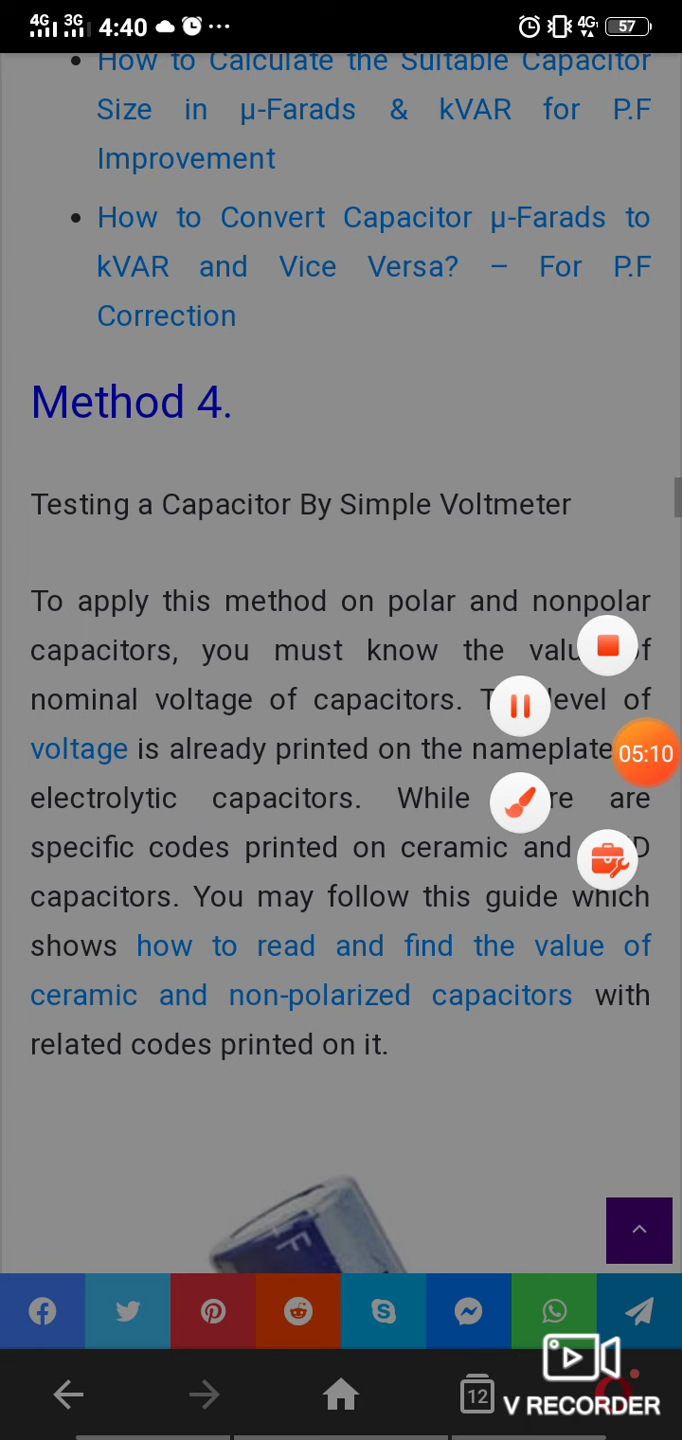 4G 3G 4:40 ... 4G 57
How to Calculate the Suitable Capacitor
Size in μ-Farads & kVAR for P.F
Improvement
How to Convert Capacitor μ-Farads to
kVAR and Vice Versa? – For P.F
Correction
Method 4.
Testing a Capacitor By Simple Voltmeter
To apply this method on polar and nonpolar
capacitors, you must know the of
nominal voltage of capacitors. level of
voltage is already printed on the nameplate
05:10
electrolytic capacitors. While are
specific codes printed on ceramic and
capacitors. You may follow this guide which
shows how to read and find the value of
ceramic and non-polarized capacitors with
related codes printed on it.
F
12
V RECORDER